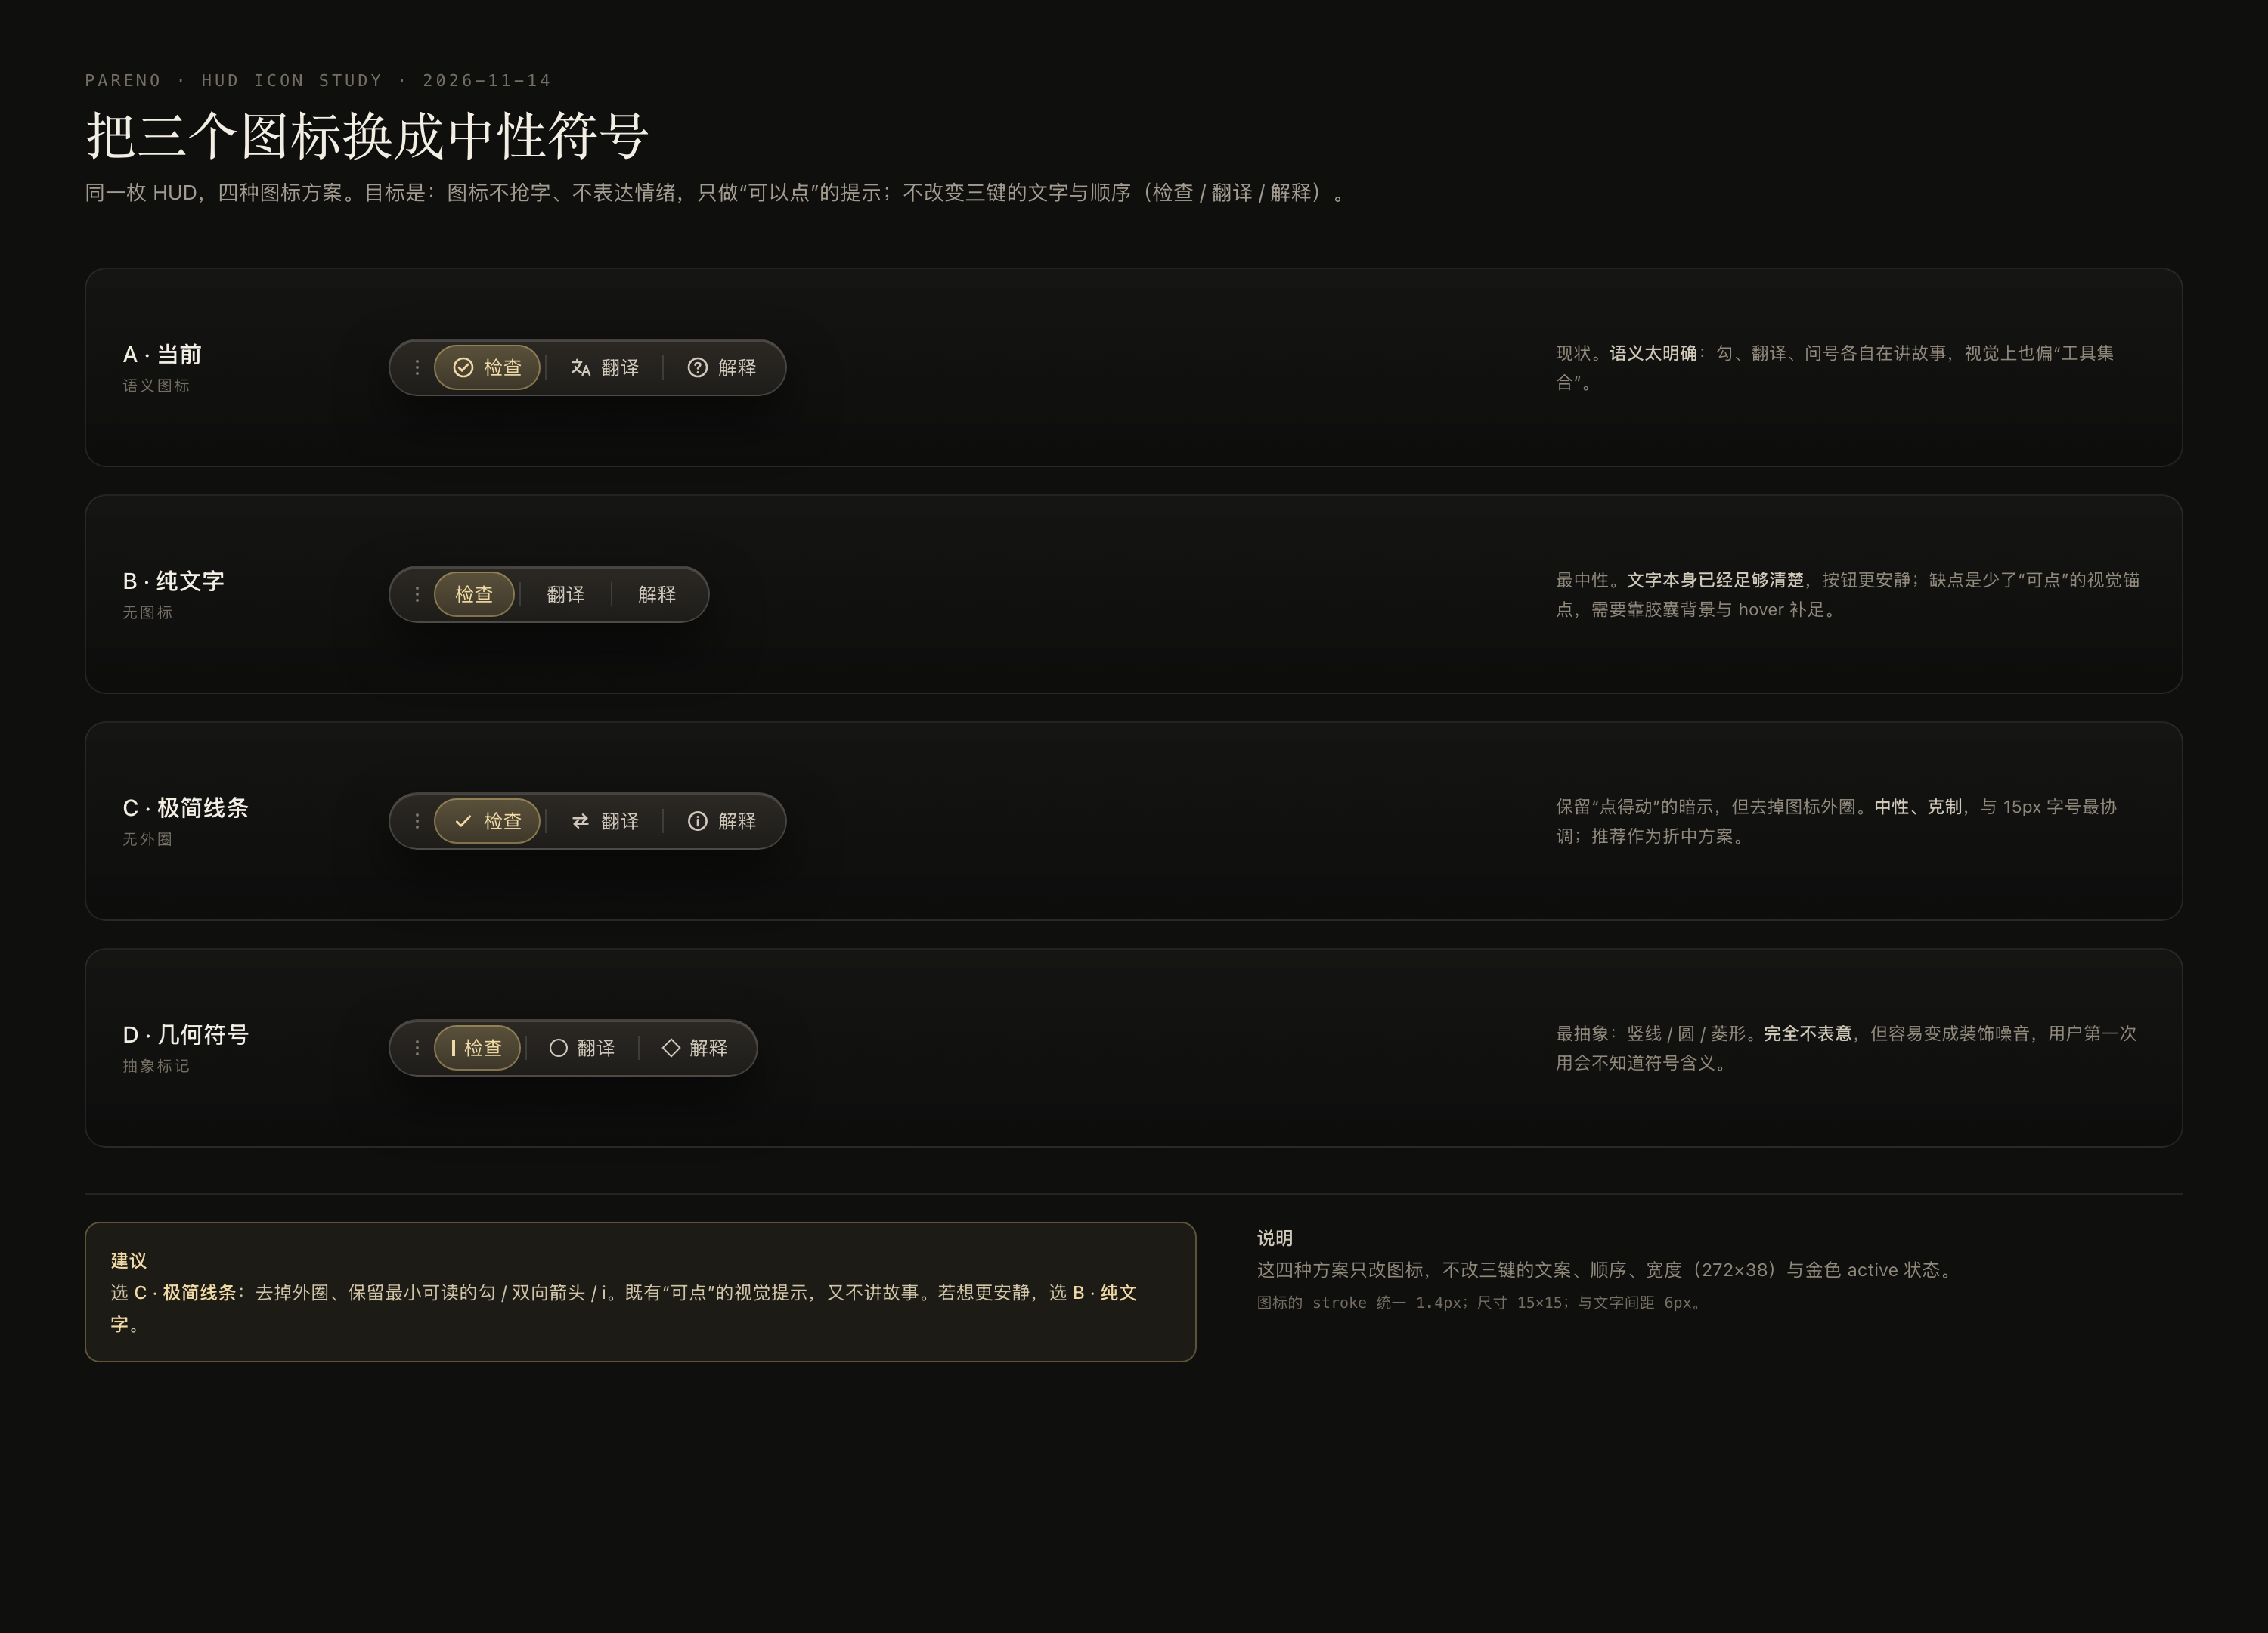 PARENO · HUD ICON STUDY · 2026-11-14
把三个图标换成中性符号
同一枚 HUD，四种图标方案。目标是：图标不抢字、不表达情绪，只做“可以点”的提示；不改变三键的文字与顺序（检查 / 翻译 / 解释）。
A · 当前
语义图标
检查
翻译
解释
现状。语义太明确：勾、翻译、问号各自在讲故事，视觉上也偏“工具集
合”。
B · 纯文字
无图标
检查
翻译
解释
最中性。文字本身已经足够清楚，按钮更安静；缺点是少了“可点”的视觉锚
点，需要靠胶囊背景与 hover 补足。
C · 极简线条
无外圈
检查
翻译
解释
保留“点得动”的暗示，但去掉图标外圈。中性、克制，与 15px 字号最协
调；推荐作为折中方案。
D · 几何符号
抽象标记
检查
翻译
解释
最抽象：竖线 / 圆 / 菱形。完全不表意，但容易变成装饰噪音，用户第一次
用会不知道符号含义。
建议
选 C · 极简线条：去掉外圈、保留最小可读的勾 / 双向箭头 / i。既有“可点”的视觉提示，又不讲故事。若想更安静，选 B · 纯文
字。
说明
这四种方案只改图标，不改三键的文案、顺序、宽度（272×38）与金色 active 状态。
图标的 stroke 统一 1.4px；尺寸 15×15；与文字间距 6px。